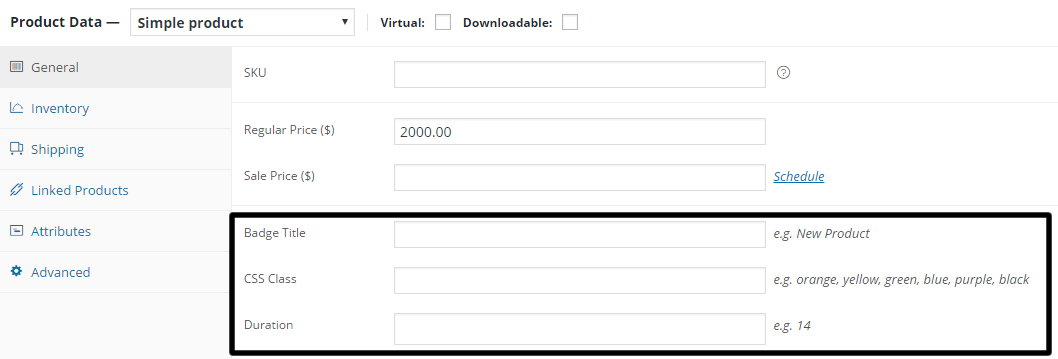 Product Data — Simple product Virtual: Downloadable:
General
Inventory
Shipping
Linked Products
Attributes
Advanced
SKU
Regular Price ($) 2000.00
Sale Price ($) Schedule
Badge Title e.g. New Product
CSS Class e.g. orange, yellow, green, blue, purple, black
Duration e.g. 14